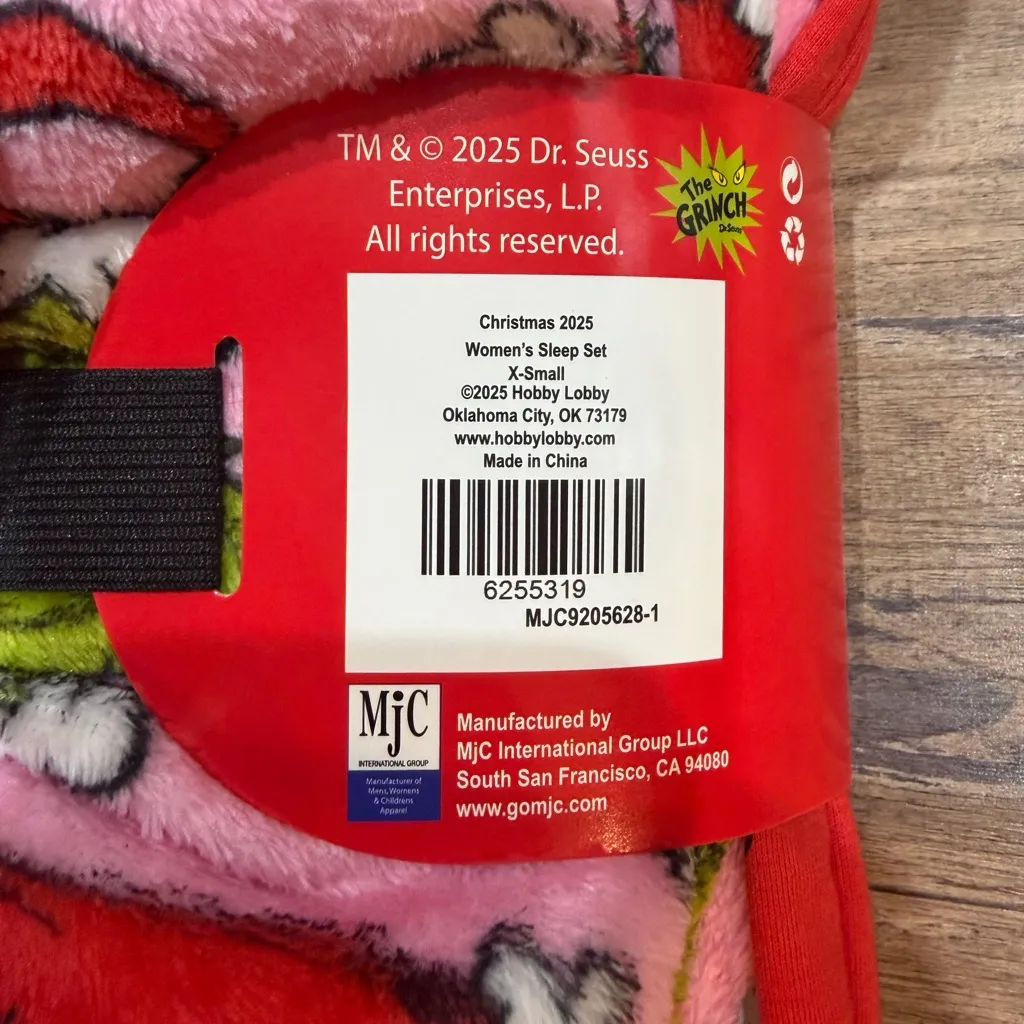 TM & © 2025 Dr. Seuss
Enterprises, L.P.
All rights reserved.
The
GRINCH
Dr. Seuss
Christmas 2025
Women's Sleep Set
X-Small
©2025 Hobby Lobby
Oklahoma City, OK 73179
www.hobbylobby.com
Made in China
6255319
MJC9205628-1
MjC
INTERNATIONAL GROUP
Manufacturer of
Mens, Womens
& Childrens
Apparel
Manufactured by
MjC International Group LLC
South San Francisco, CA 94080
www.gomjc.com